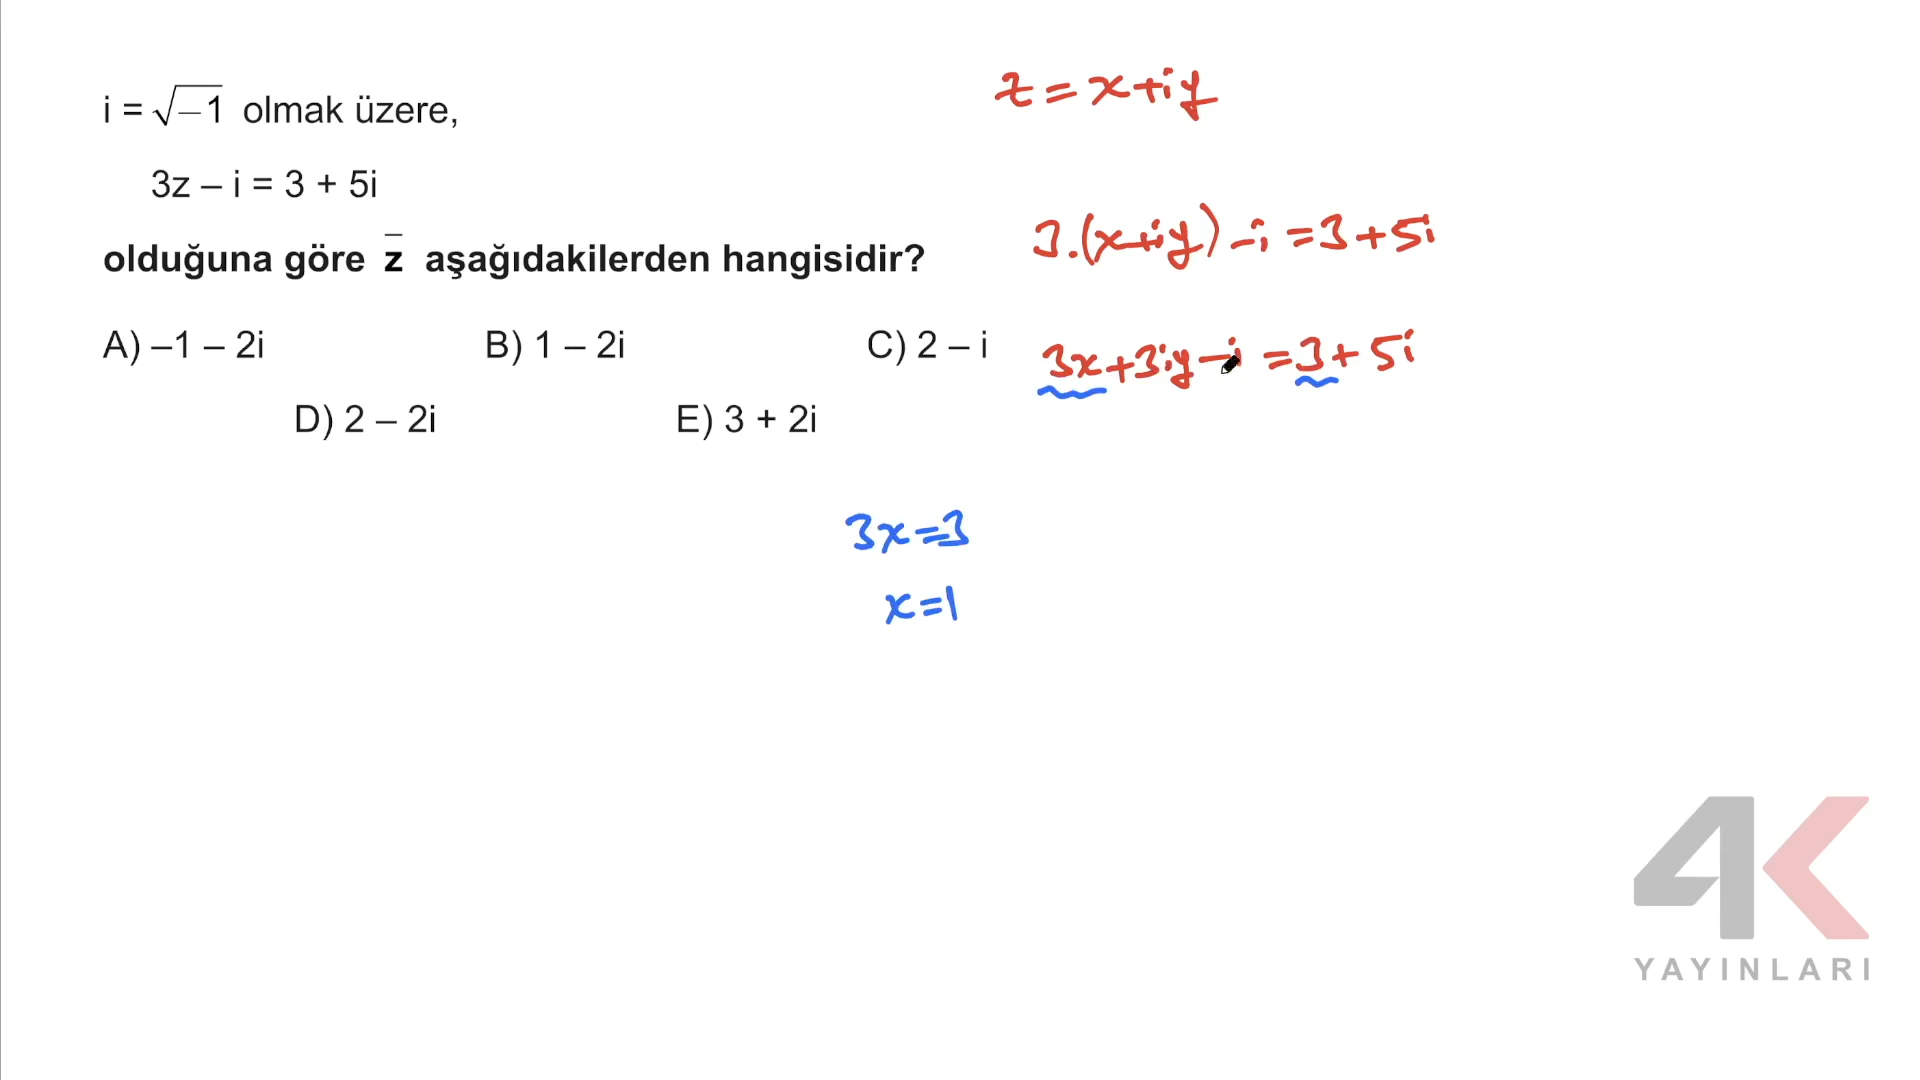 i = √–1 olmak üzere,
3z – i = 3 + 5i
olduğuna göre z̅ aşağıdakilerden hangisidir?
A) –1 – 2i B) 1 – 2i C) 2 – i
D) 2 – 2i E) 3 + 2i
z = x+iy
3.(x+iy) –i = 3+5i
3x+3iy–i = 3+5i
3x=3
x=1
4K
YAYINLARI